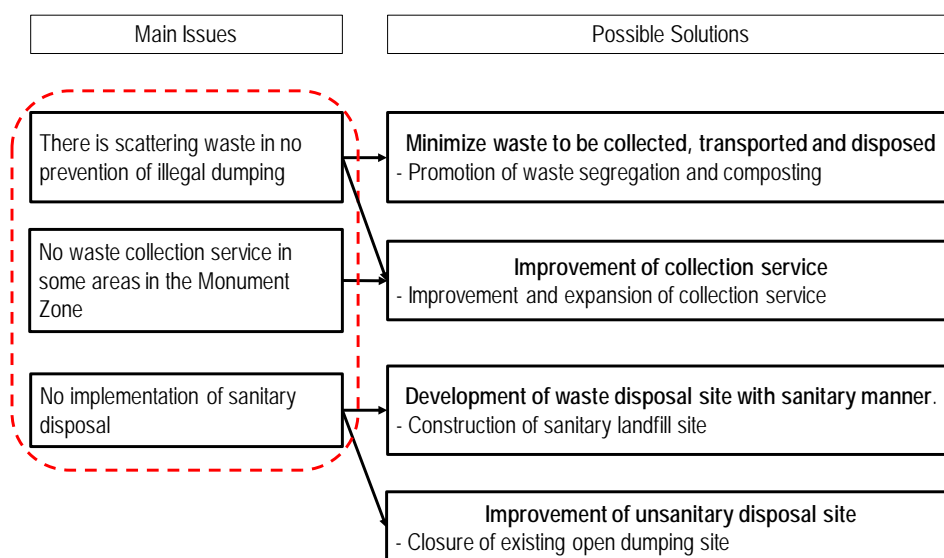 Main Issues
Possible Solutions
There is scattering waste in no
prevention of illegal dumping
Minimize waste to be collected, transported and disposed
- Promotion of waste segregation and composting
No waste collection service in
some areas in the Monument
Zone
Improvement of collection service
- Improvement and expansion of collection service
No implementation of sanitary
disposal
Development of waste disposal site with sanitary manner.
- Construction of sanitary landfill site
Improvement of unsanitary disposal site
- Closure of existing open dumping site